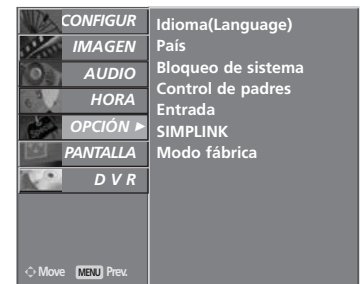 CONFIGUR
IMAGEN
AUDIO
HORA
OPCIÓN ►
PANTALLA
D V R
Idioma(Language)
País
Bloqueo de sistema
Control de padres
Entrada
SIMPLINK
Modo fábrica
Move MENU Prev.